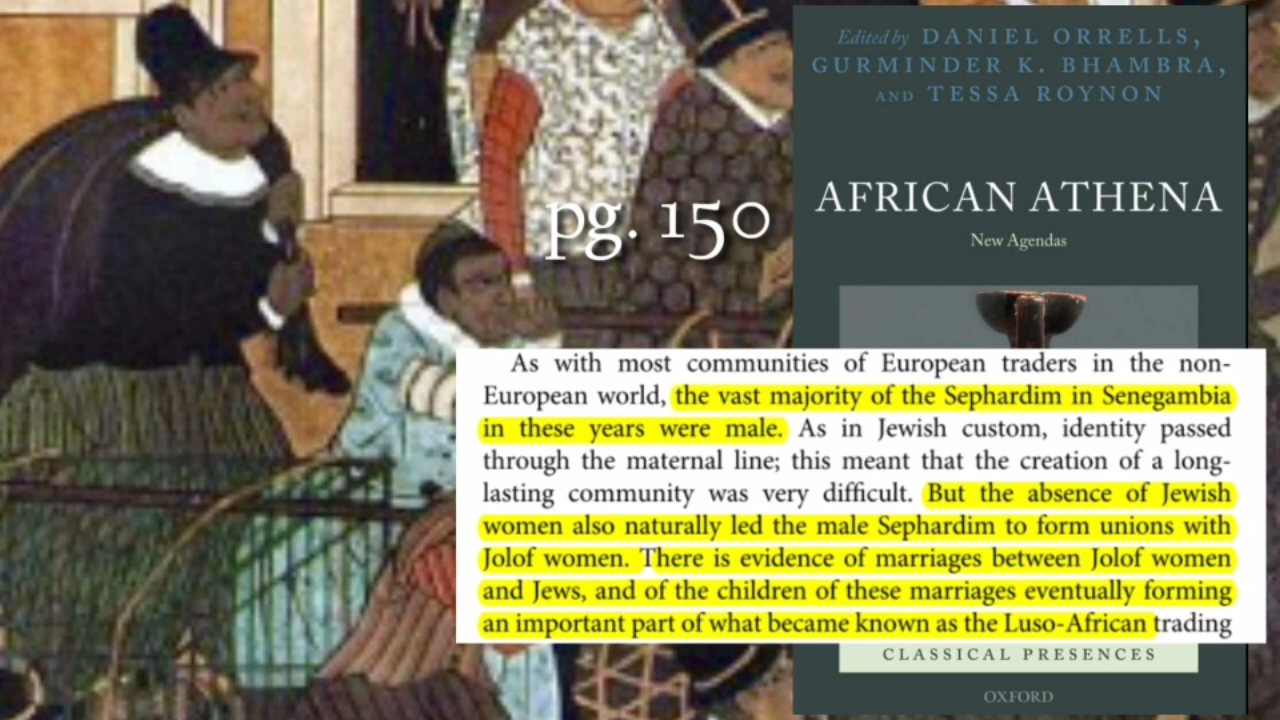 Edited by DANIEL ORRELLS,
GURMINDER K. BHAMBRA,
AND TESSA ROYNON
AFRICAN ATHENA
New Agendas
pg. 150
As with most communities of European traders in the non-
European world, the vast majority of the Sephardim in Senegambia
in these years were male. As in Jewish custom, identity passed
through the maternal line; this meant that the creation of a long-
lasting community was very difficult. But the absence of Jewish
women also naturally led the male Sephardim to form unions with
Jolof women. There is evidence of marriages between Jolof women
and Jews, and of the children of these marriages eventually forming
an important part of what became known as the Luso-African trading
CLASSICAL PRESENCES
OXFORD